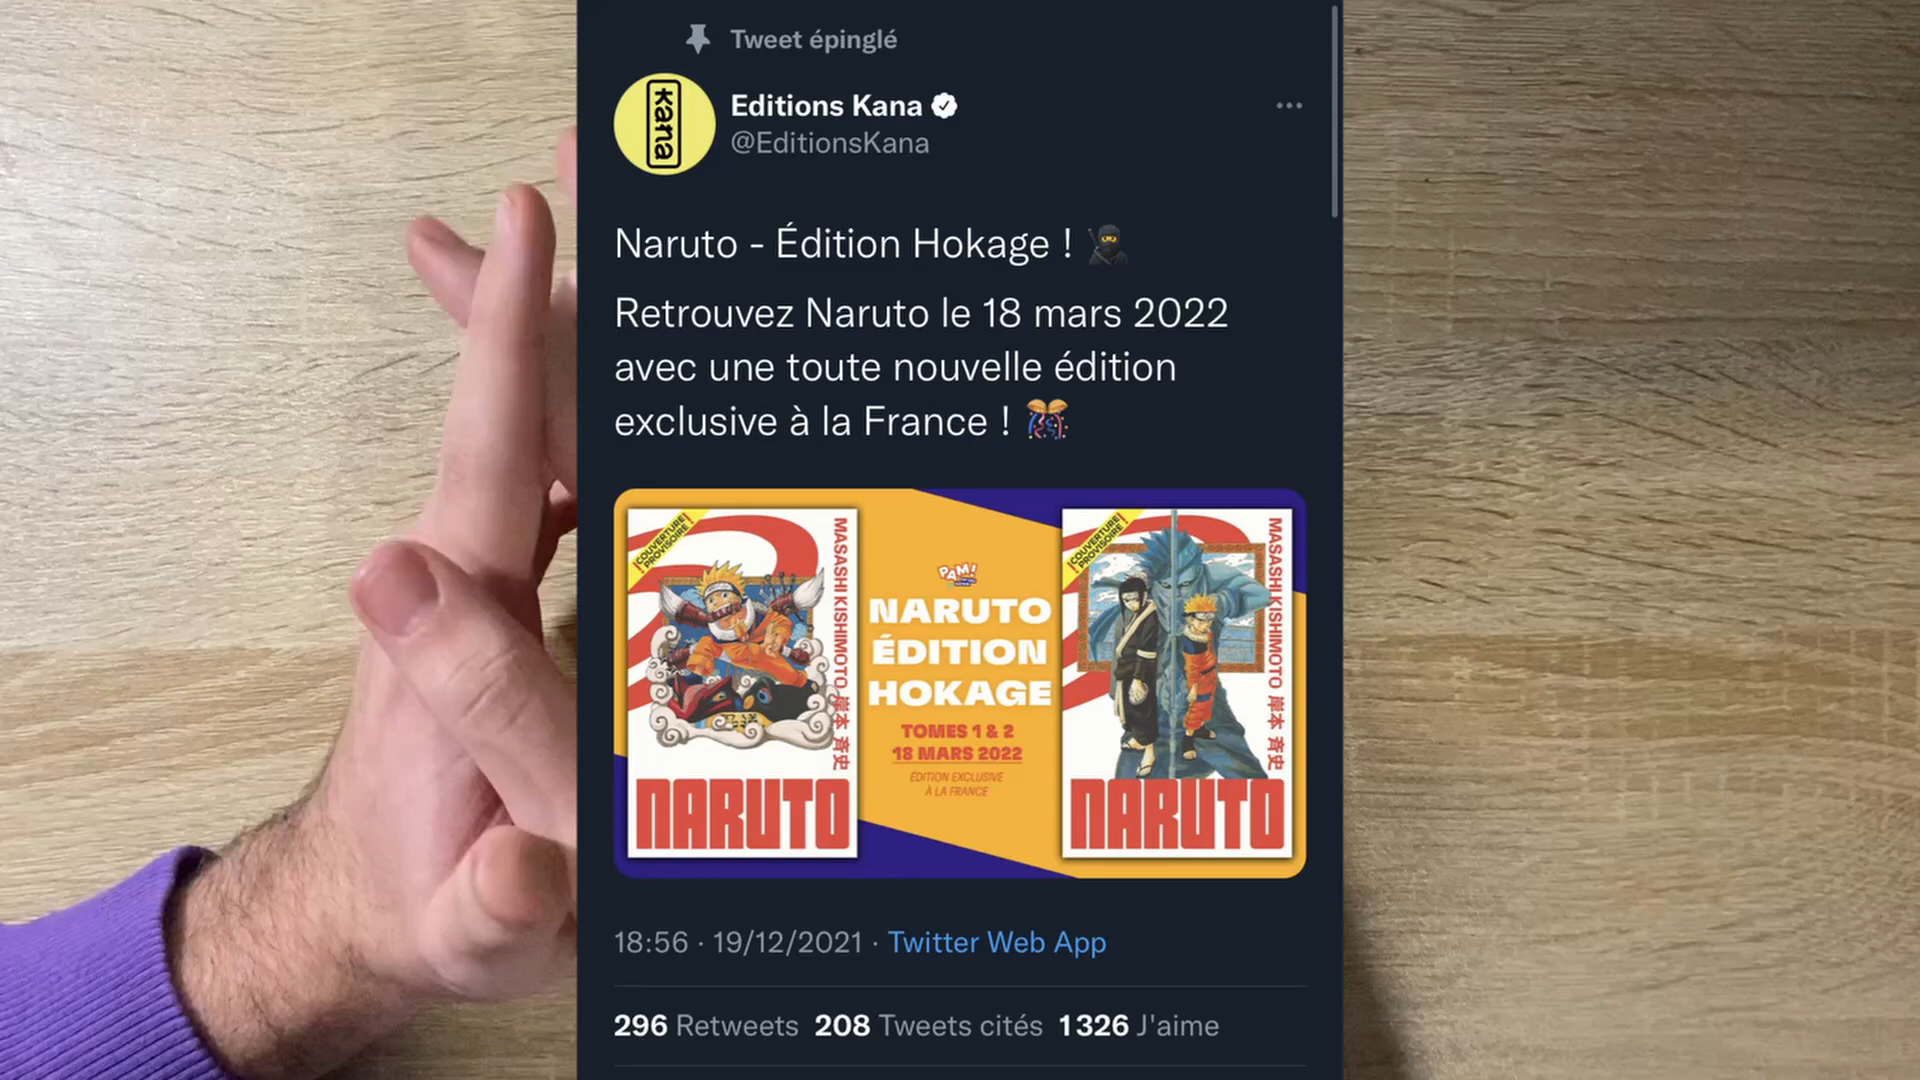 Tweet épinglé
kana
Editions Kana
@EditionsKana
Naruto - Édition Hokage !
Retrouvez Naruto le 18 mars 2022
avec une toute nouvelle édition
exclusive à la France !
!COUVERTURE!
PROVISOIRE!
MASASHI KISHIMOTO 岸本 斉史
NARUTO
PAM!
NARUTO
ÉDITION
HOKAGE
TOMES 1 & 2
18 MARS 2022
ÉDITION EXCLUSIVE
À LA FRANCE
!COUVERTURE!
PROVISOIRE!
MASASHI KISHIMOTO 岸本 斉史
NARUTO
18:56 · 19/12/2021 · Twitter Web App
296 Retweets 208 Tweets cités 1 326 J'aime